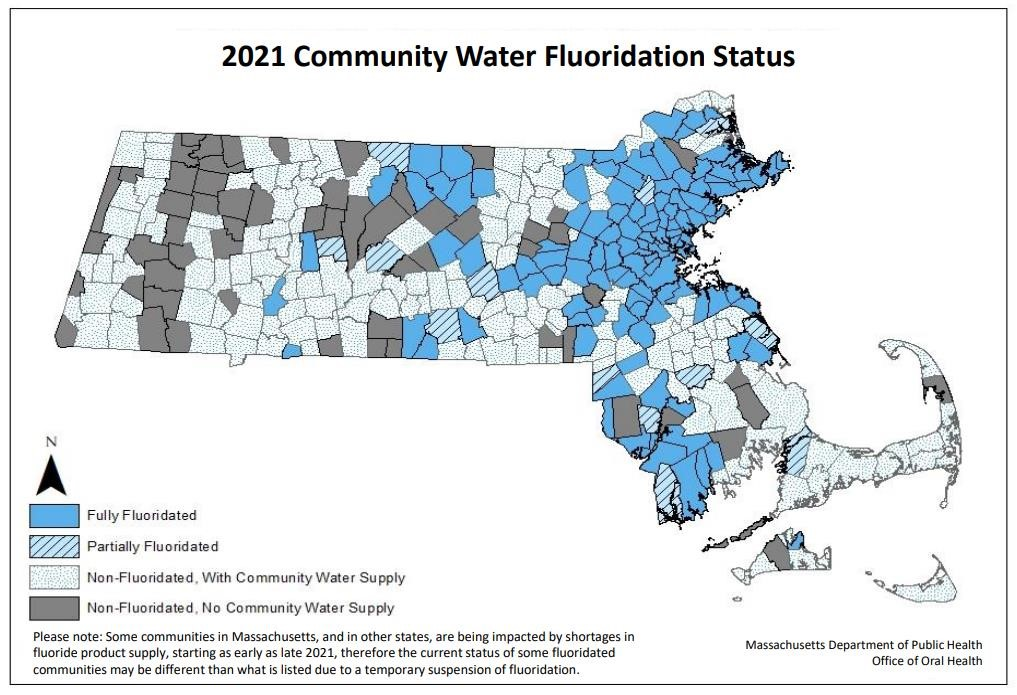 2021 Community Water Fluoridation Status
N
Fully Fluoridated
Partially Fluoridated
Non-Fluoridated, With Community Water Supply
Non-Fluoridated, No Community Water Supply
Please note: Some communities in Massachusetts, and in other states, are being impacted by shortages in
fluoride product supply, starting as early as late 2021, therefore the current status of some fluoridated
communities may be different than what is listed due to a temporary suspension of fluoridation.
Massachusetts Department of Public Health
Office of Oral Health